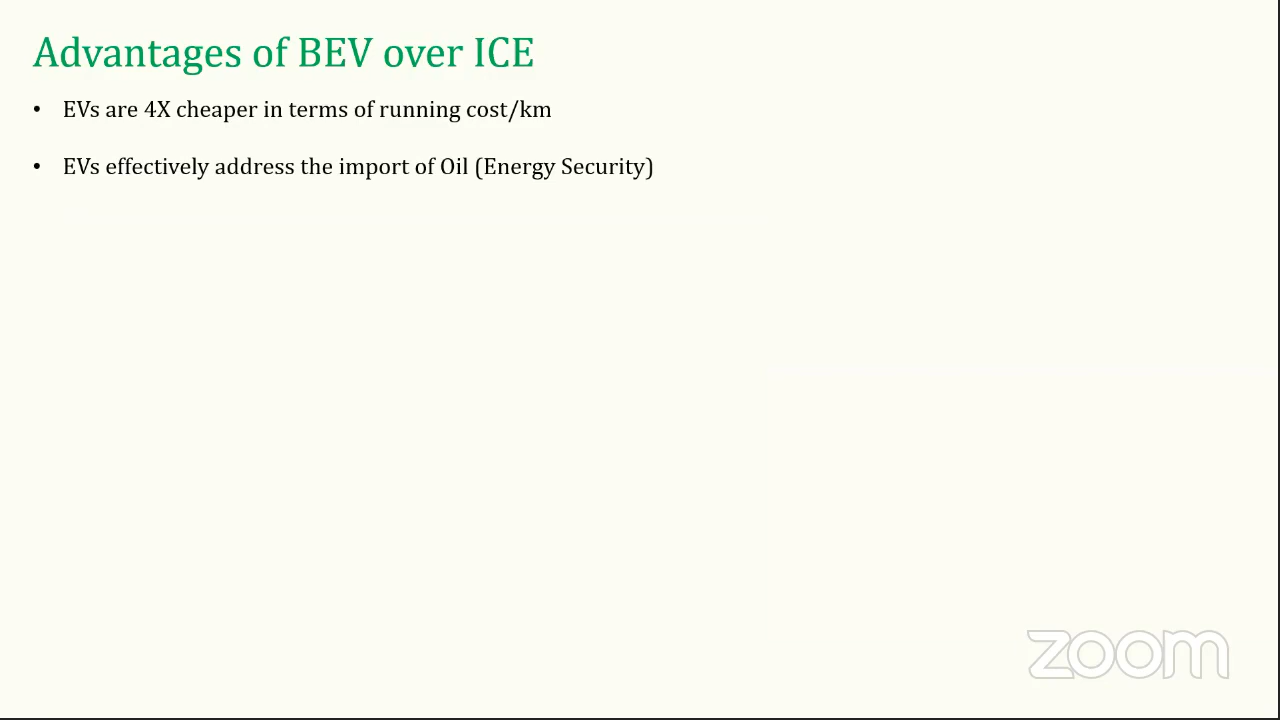 Advantages of BEV over ICE
• EVs are 4X cheaper in terms of running cost/km
• EVs effectively address the import of Oil (Energy Security)
zoom